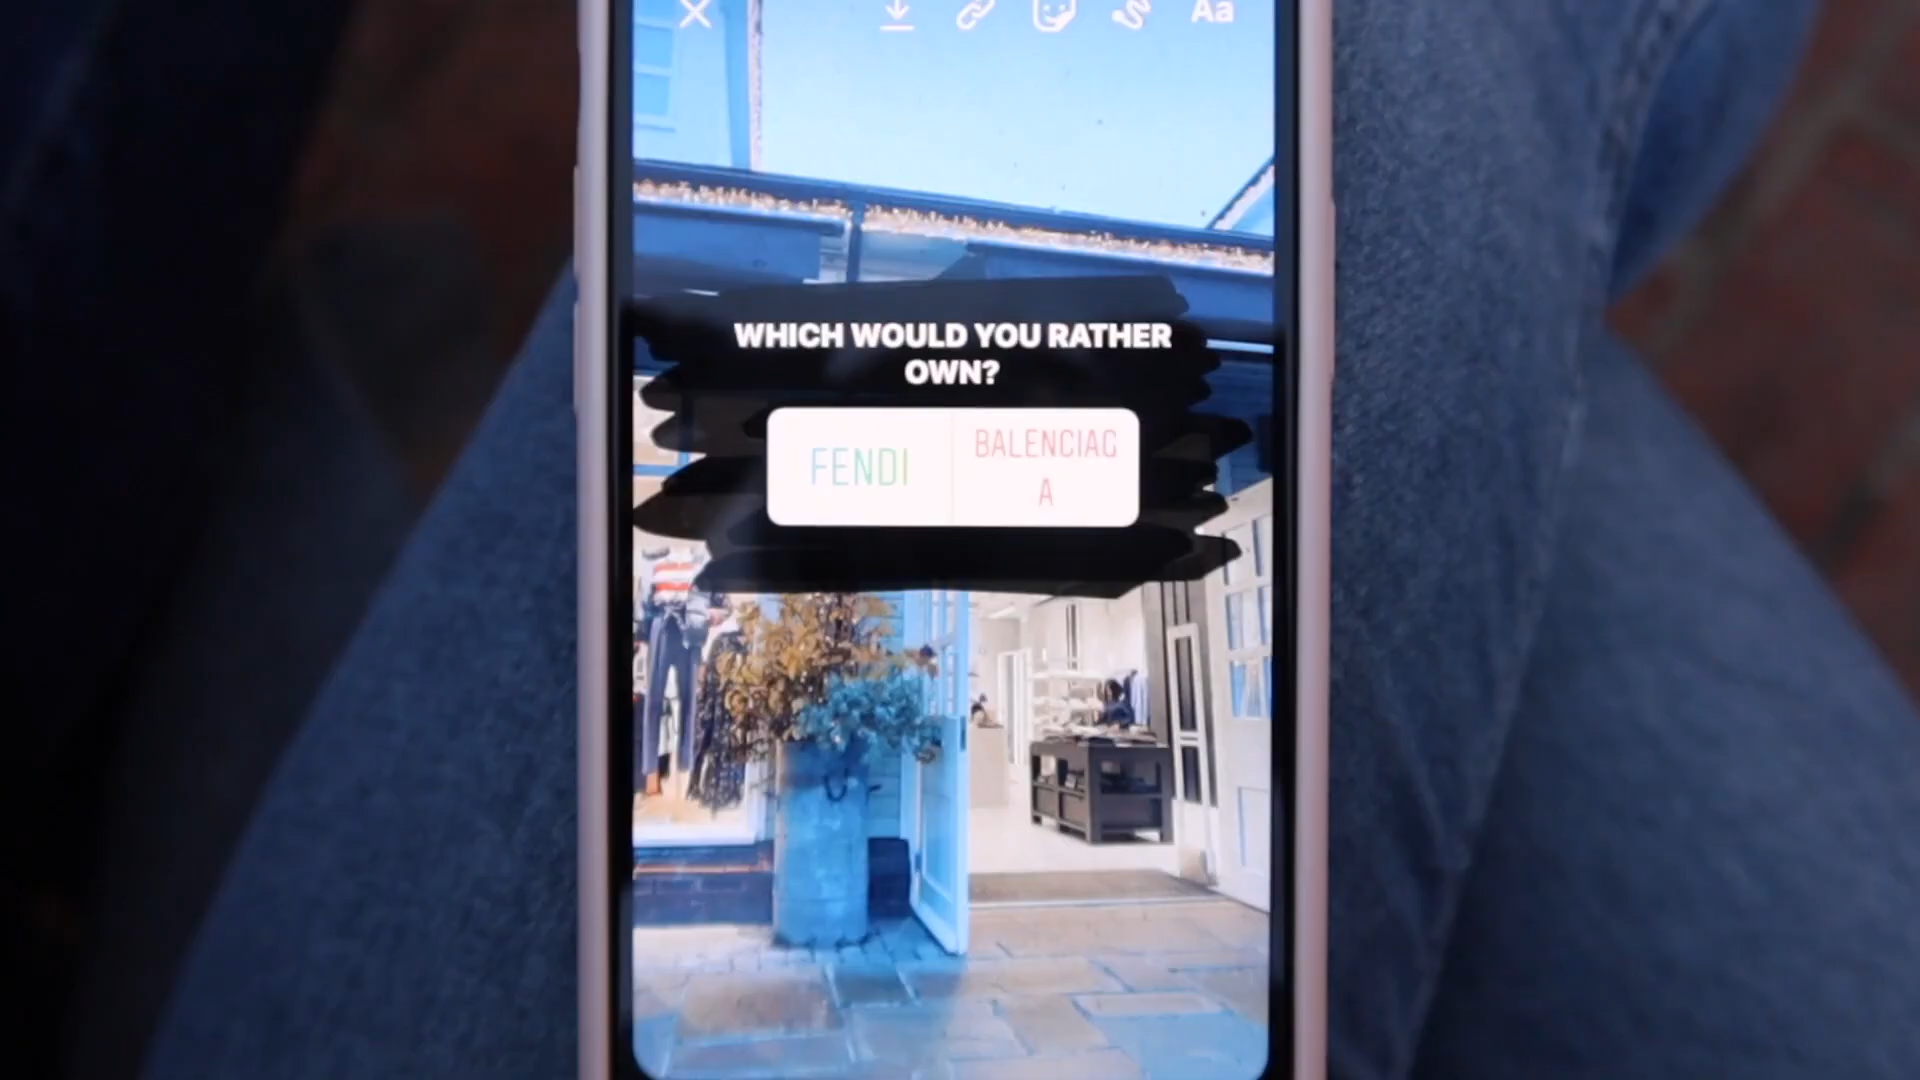 Aa
WHICH WOULD YOU RATHER
OWN?
FENDI
BALENCIAG
A